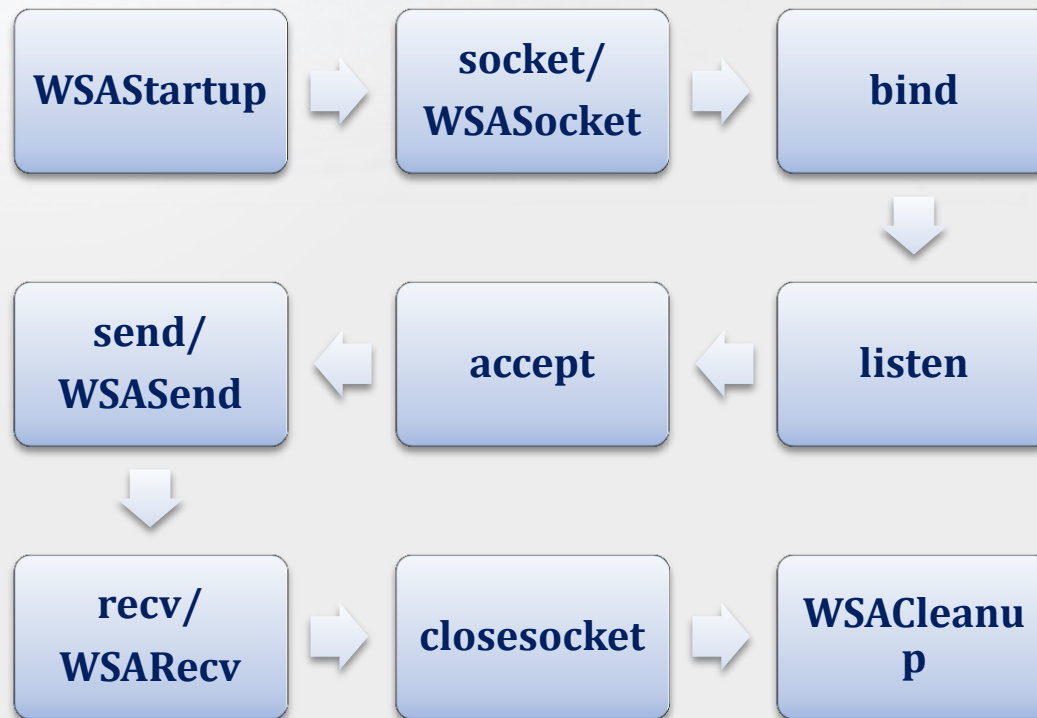 WSAStartup
socket/
WSASocket
bind
send/
WSASend
accept
listen
recv/
WSARecv
closesocket
WSACleanu
p